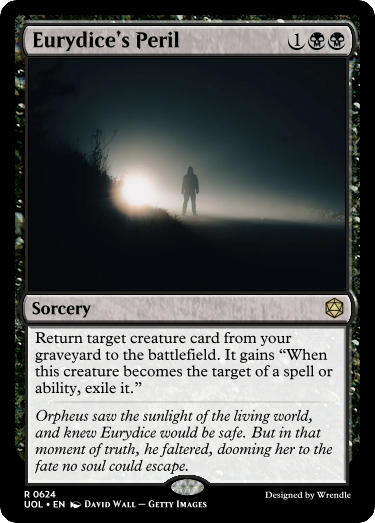 Eurydice's Peril 1
Sorcery
Return target creature card from your
graveyard to the battlefield. It gains “When
this creature becomes the target of a spell or
ability, exile it.”
Orpheus saw the sunlight of the living world,
and knew Eurydice would be safe. But in that
moment of truth, he faltered, dooming her to the
fate no soul could escape.
R 0624
UOL • EN David Wall — Getty Images
Designed by Wrendle